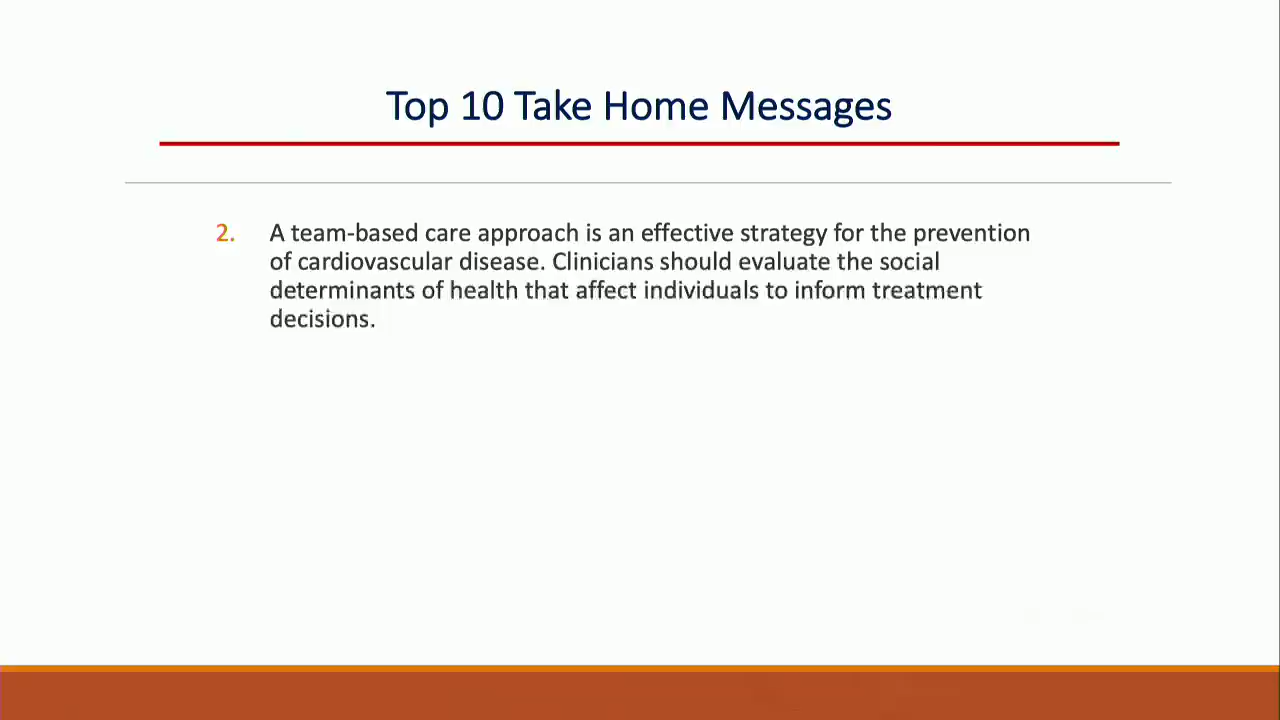 Top 10 Take Home Messages
2. A team-based care approach is an effective strategy for the prevention
of cardiovascular disease. Clinicians should evaluate the social
determinants of health that affect individuals to inform treatment
decisions.